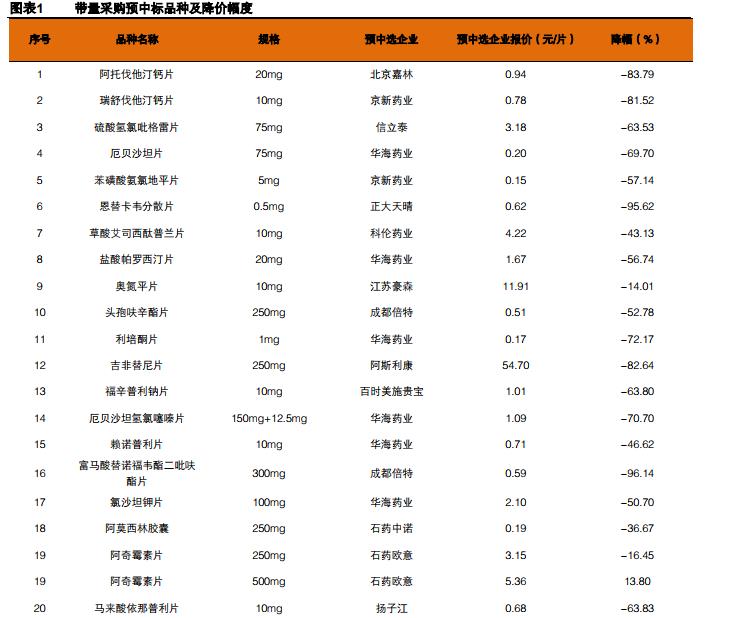 图表1 带量采购预中标品种及降价幅度
序号 品种名称 规格 预中选企业 预中选企业报价（元/片） 降幅（%）
1 阿托伐他汀钙片 20mg 北京嘉林 0.94 −83.79
2 瑞舒伐他汀钙片 10mg 京新药业 0.78 −81.52
3 硫酸氢氯吡格雷片 75mg 信立泰 3.18 −63.53
4 厄贝沙坦片 75mg 华海药业 0.20 −69.70
5 苯磺酸氨氯地平片 5mg 京新药业 0.15 −57.14
6 恩替卡韦分散片 0.5mg 正大天晴 0.62 −95.62
7 草酸艾司西酞普兰片 10mg 科伦药业 4.22 −43.13
8 盐酸帕罗西汀片 20mg 华海药业 1.67 −56.74
9 奥氮平片 10mg 江苏豪森 11.91 −14.01
10 头孢呋辛酯片 250mg 成都倍特 0.51 −52.78
11 利培酮片 1mg 华海药业 0.17 −72.17
12 吉非替尼片 250mg 阿斯利康 54.70 −82.64
13 福辛普利钠片 10mg 百时美施贵宝 1.01 −63.80
14 厄贝沙坦氢氯噻嗪片 150mg+12.5mg 华海药业 1.09 −70.70
15 赖诺普利片 10mg 华海药业 0.71 −46.62
16 富马酸替诺福韦酯二吡呋 300mg 成都倍特 0.59 −96.14
酯片
17 氯沙坦钾片 100mg 华海药业 2.10 −50.70
18 阿莫西林胶囊 250mg 石药中诺 0.19 −36.67
19 阿奇霉素片 250mg 石药欧意 3.15 −16.45
19 阿奇霉素片 500mg 石药欧意 5.36 13.80
20 马来酸依那普利片 10mg 扬子江 0.68 −63.83